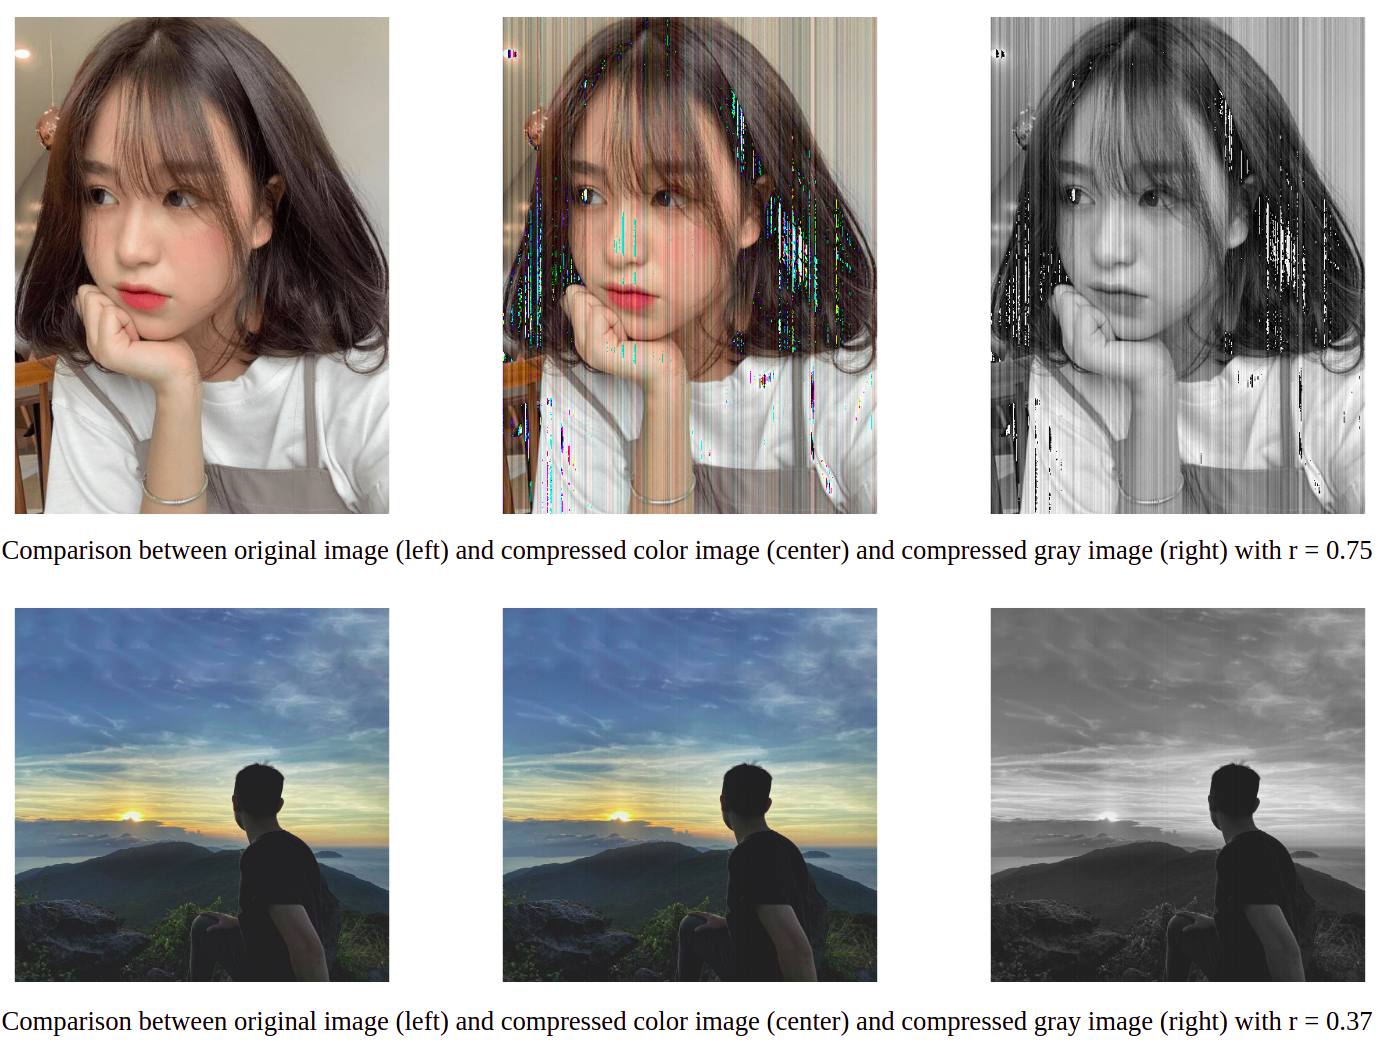 Comparison between original image (left) and compressed color image (center) and compressed gray image (right) with r = 0.75
Comparison between original image (left) and compressed color image (center) and compressed gray image (right) with r = 0.37